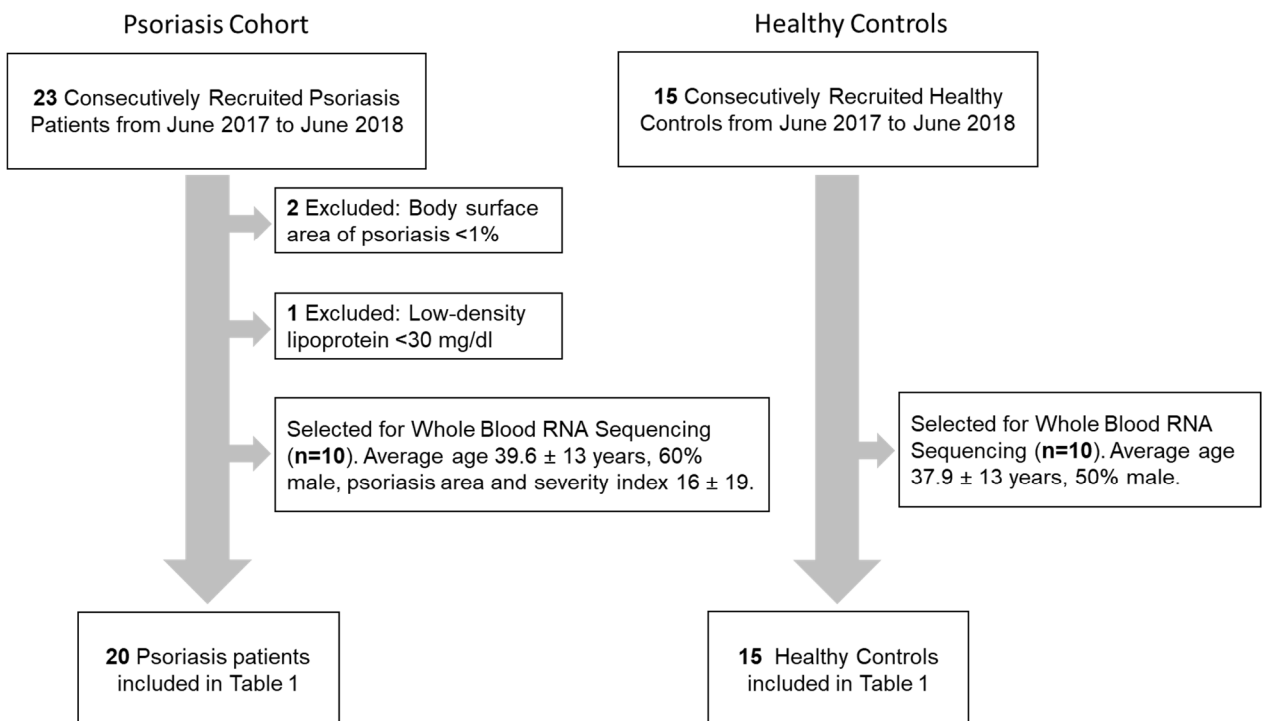 Psoriasis Cohort
23 Consecutively Recruited Psoriasis
Patients from June 2017 to June 2018
2 Excluded: Body surface
area of psoriasis <1%
1 Excluded: Low-density
lipoprotein <30 mg/dl
Selected for Whole Blood RNA Sequencing
(n=10). Average age 39.6 ± 13 years, 60%
male, psoriasis area and severity index 16 ± 19.
20 Psoriasis patients
included in Table 1
Healthy Controls
15 Consecutively Recruited Healthy
Controls from June 2017 to June 2018
Selected for Whole Blood RNA
Sequencing (n=10). Average age
37.9 ± 13 years, 50% male.
15 Healthy Controls
included in Table 1